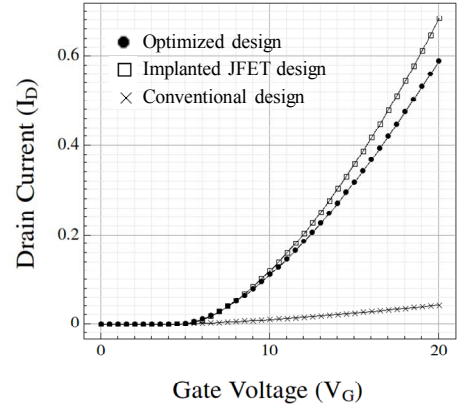 0.6
Optimized design
Implanted JFET design
Conventional design
0.4
0.2
0
0 10 20
Drain Current (I_D)
Gate Voltage (V_G)